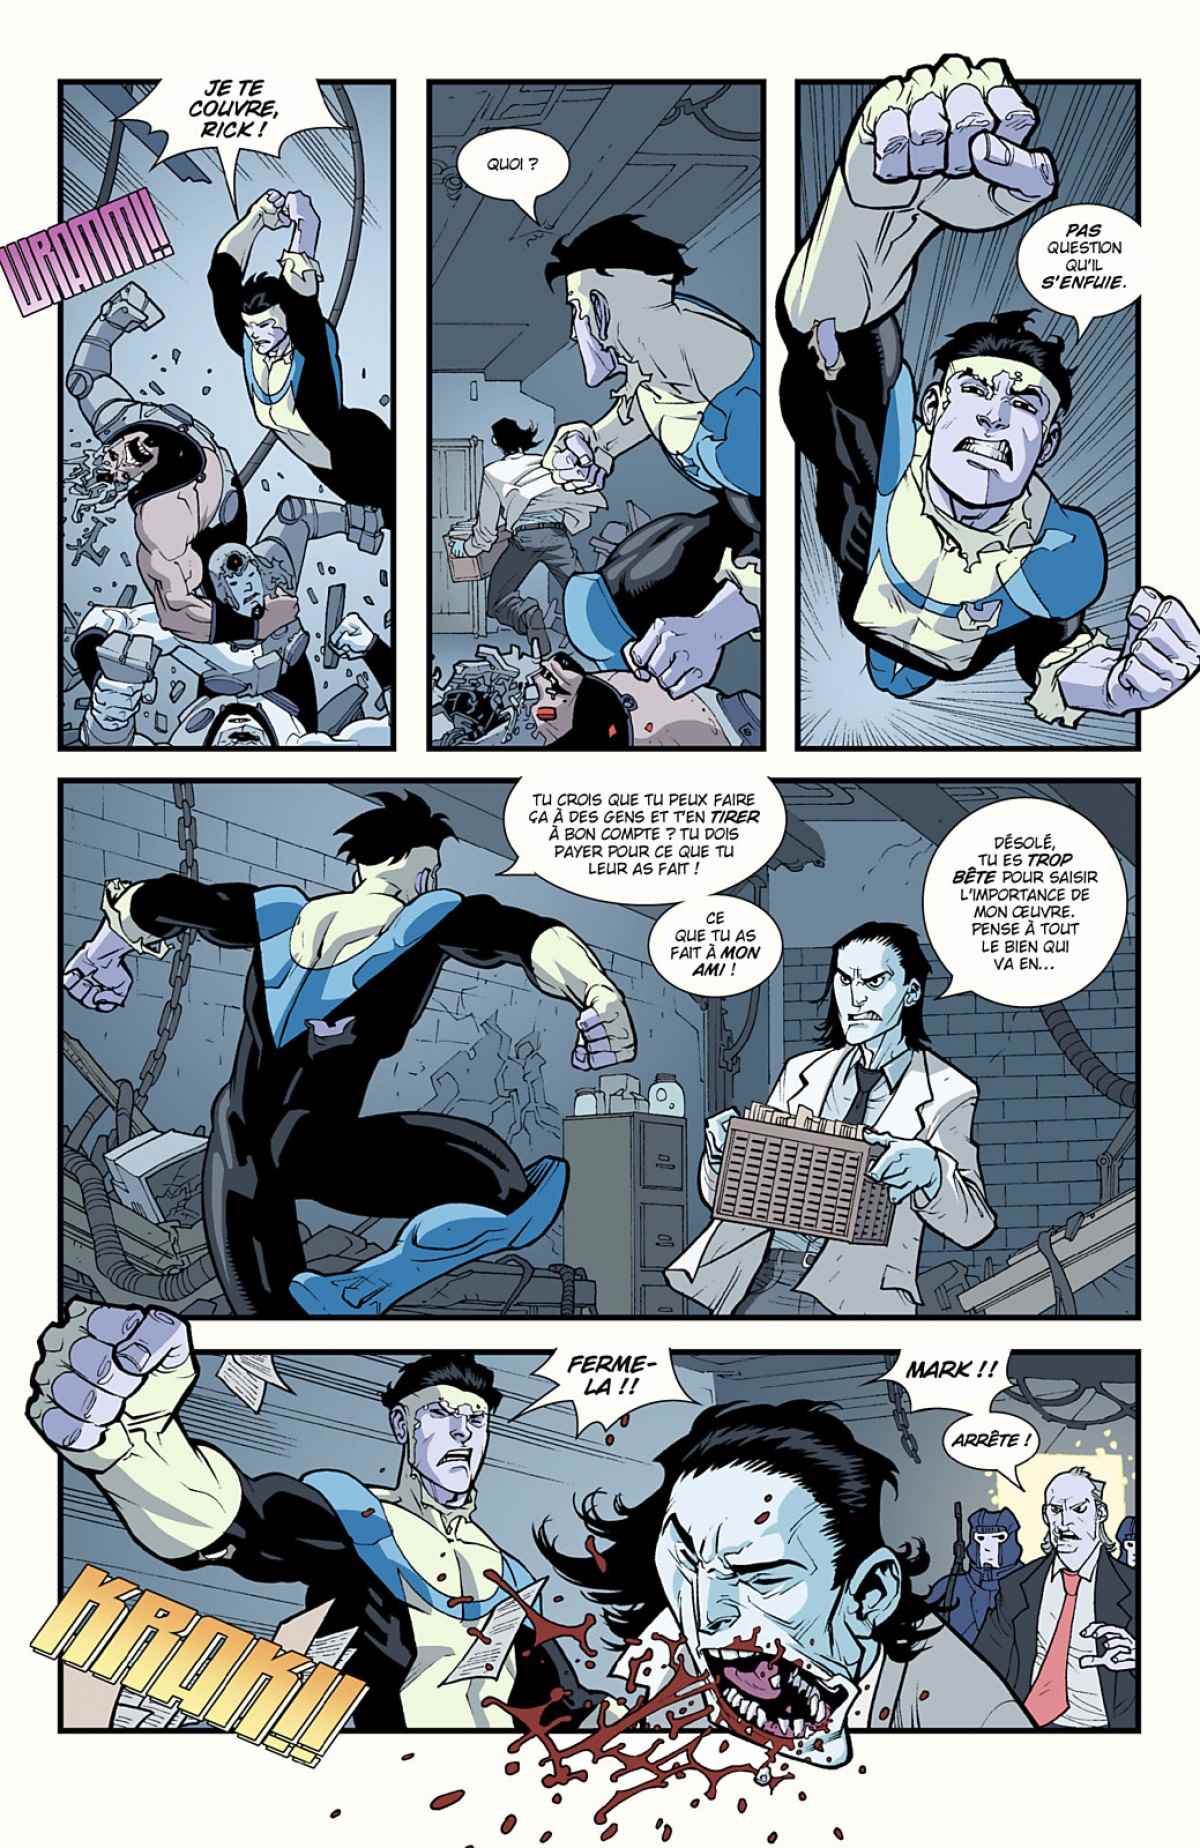 JE TE
COUVRE,
RICK !
WHAMM!!
QUOI ?
PAS
QUESTION
QU'IL
S'ENFUIE.
TU CROIS QUE TU PEUX FAIRE
ÇA À DES GENS ET T'EN TIRER
À BON COMPTE ? TU DOIS
PAYER POUR CE QUE TU
LEUR AS FAIT !
CE
QUE TU AS
FAIT À MON
AMI !
DÉSOLÉ,
TU ES TROP
BÊTE POUR SAISIR
L'IMPORTANCE DE
MON ŒUVRE.
PENSE À TOUT
LE BIEN QUI
VA EN...
KRAK!!
FERME-
LA !!
MARK !!
ARRÊTE !